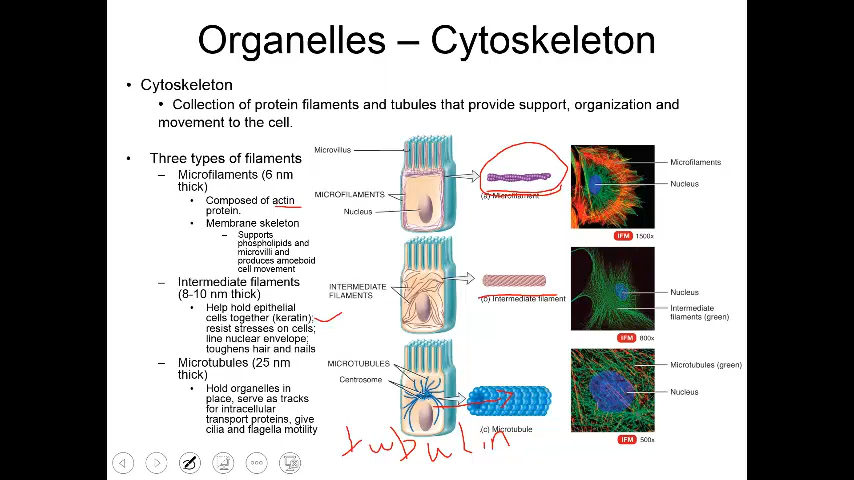 Organelles – Cytoskeleton
• Cytoskeleton
• Collection of protein filaments and tubules that provide support, organization and
movement to the cell.
• Three types of filaments
– Microfilaments (6 nm
thick)
• Composed of actin
protein.
• Membrane skeleton
– Supports
phospholipids and
microvilli and
produces amoeboid
cell movement
– Intermediate filaments
(8-10 nm thick)
• Help hold epithelial
cells together (keratin);
resist stresses on cells;
line nuclear envelope;
toughens hair and nails
– Microtubules (25 nm
thick)
• Hold organelles in
place, serve as tracks
for intracellular
transport proteins, give
cilia and flagella motility
Microvillus
MICROFILAMENTS
Nucleus
(a) Microfilament
Microfilaments
Nucleus
IFM 1500x
INTERMEDIATE
FILAMENTS
(b) Intermediate filament
Nucleus
Intermediate
filaments (green)
IFM 800x
MICROTUBULES
Centrosome
(c) Microtubule
Microtubules (green)
Nucleus
IFM 500x
tubulin